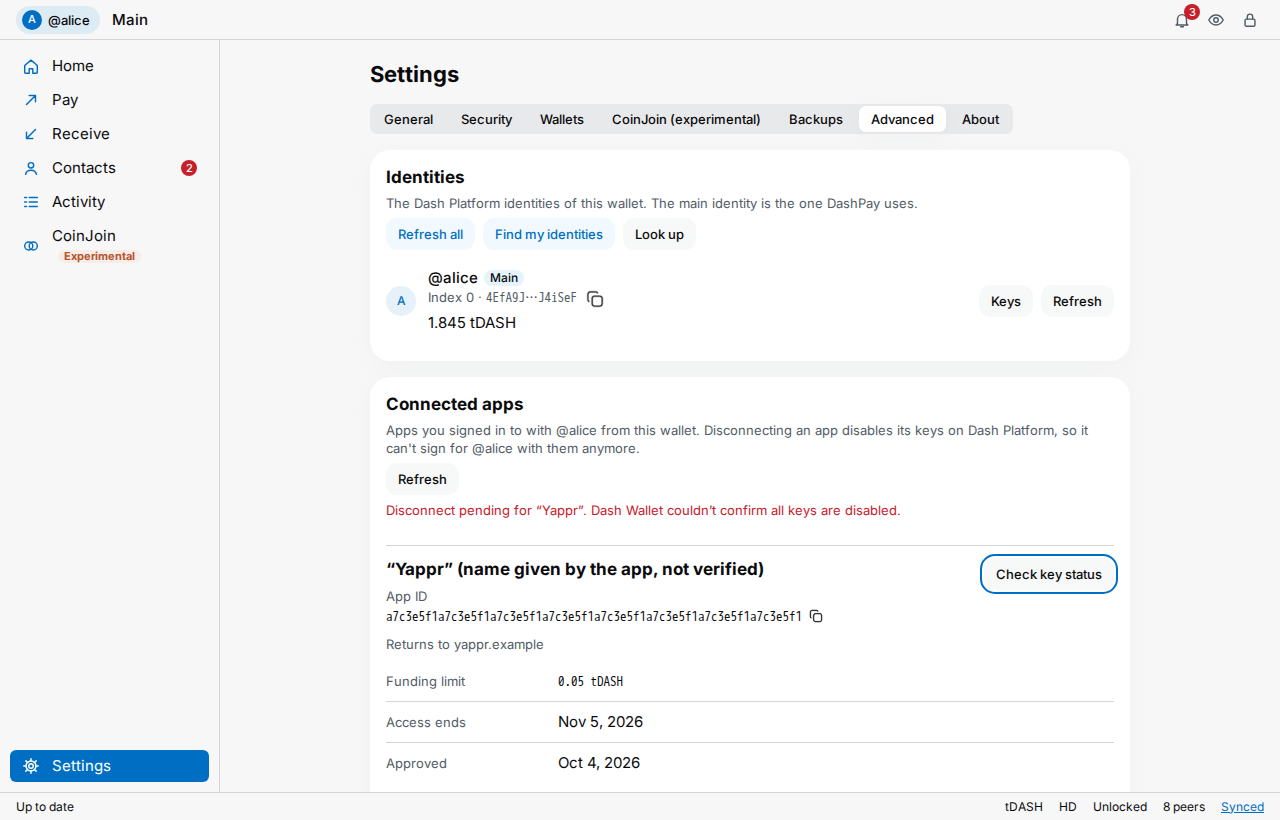 A @alice Main 3
Home
Pay
Receive
Contacts 2
Activity
CoinJoin
Experimental
Settings
Settings
General Security Wallets CoinJoin (experimental) Backups Advanced About
Identities
The Dash Platform identities of this wallet. The main identity is the one DashPay uses.
Refresh all Find my identities Look up
A @alice Main
Index 0 · 4EfA9J···J4iSeF
1.845 tDASH
Keys Refresh
Connected apps
Apps you signed in to with @alice from this wallet. Disconnecting an app disables its keys on Dash Platform, so it
can't sign for @alice with them anymore.
Refresh
Disconnect pending for “Yappr”. Dash Wallet couldn’t confirm all keys are disabled.
“Yappr” (name given by the app, not verified)
Check key status
App ID
a7c3e5f1a7c3e5f1a7c3e5f1a7c3e5f1a7c3e5f1a7c3e5f1a7c3e5f1a7c3e5f1
Returns to yappr.example
Funding limit 0.05 tDASH
Access ends Nov 5, 2026
Approved Oct 4, 2026
Up to date tDASH HD Unlocked 8 peers Synced